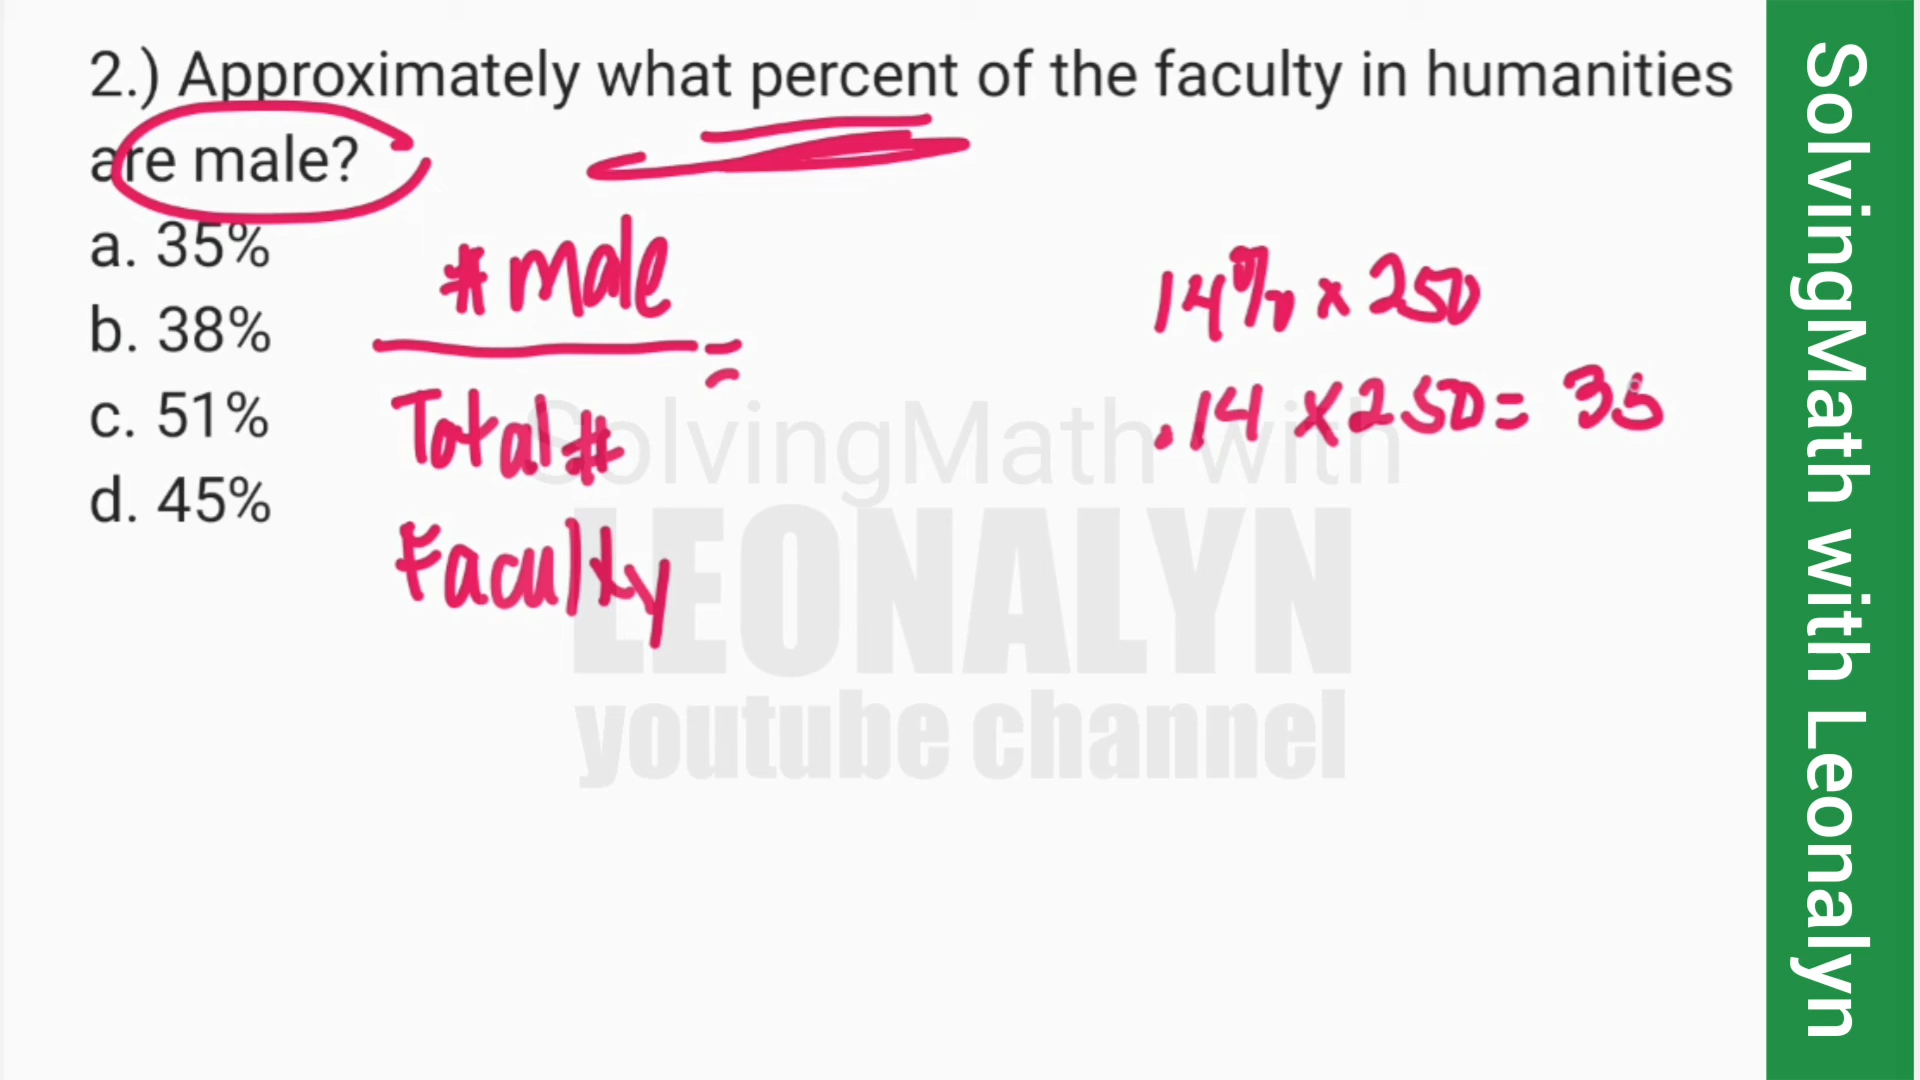 2.) Approximately what percent of the faculty in humanities
are male?
a. 35%
b. 38%
c. 51%
d. 45%
# male
=
Total #
Faculty
14% x 250
.14 x 250 = 35
SolvingMath with
LEONALYN
youtube channel
SolvingMath with Leonalyn